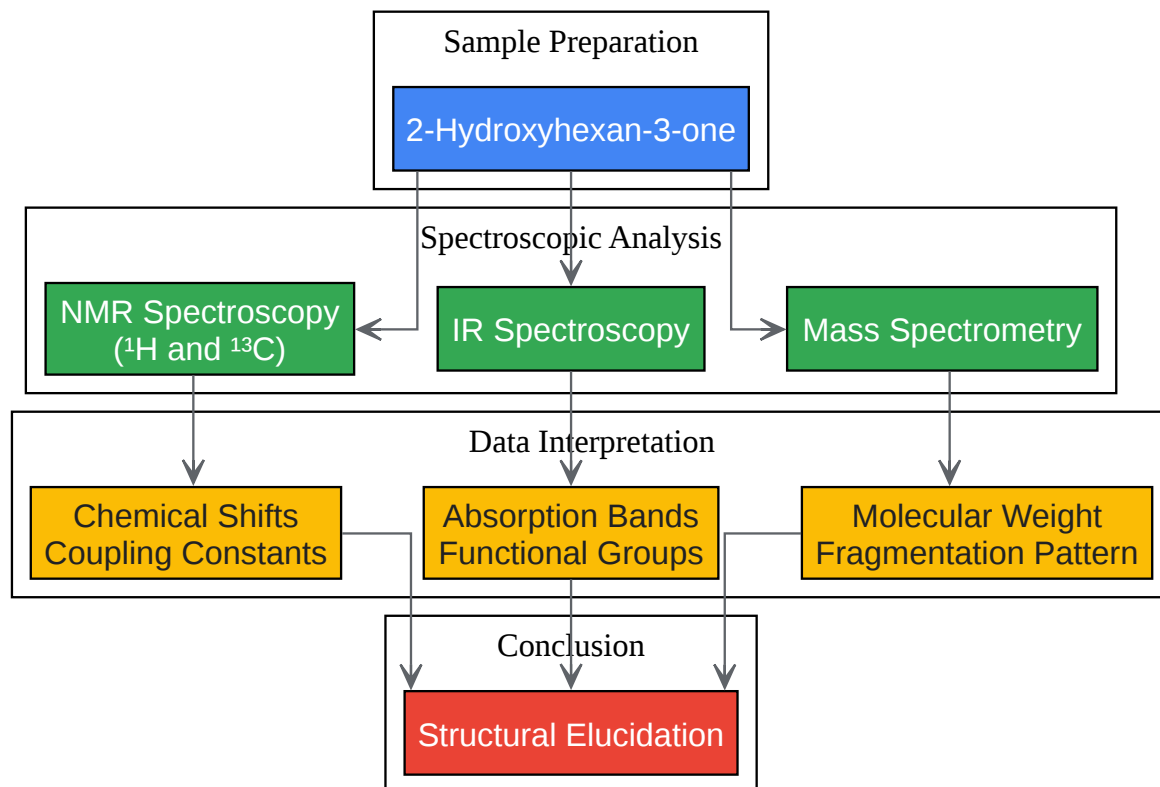 Sample Preparation
2-Hydroxyhexan-3-one
Spectroscopic Analysis
NMR Spectroscopy
(¹H and ¹³C)
IR Spectroscopy
Mass Spectrometry
Data Interpretation
Chemical Shifts
Coupling Constants
Absorption Bands
Functional Groups
Molecular Weight
Fragmentation Pattern
Conclusion
Structural Elucidation